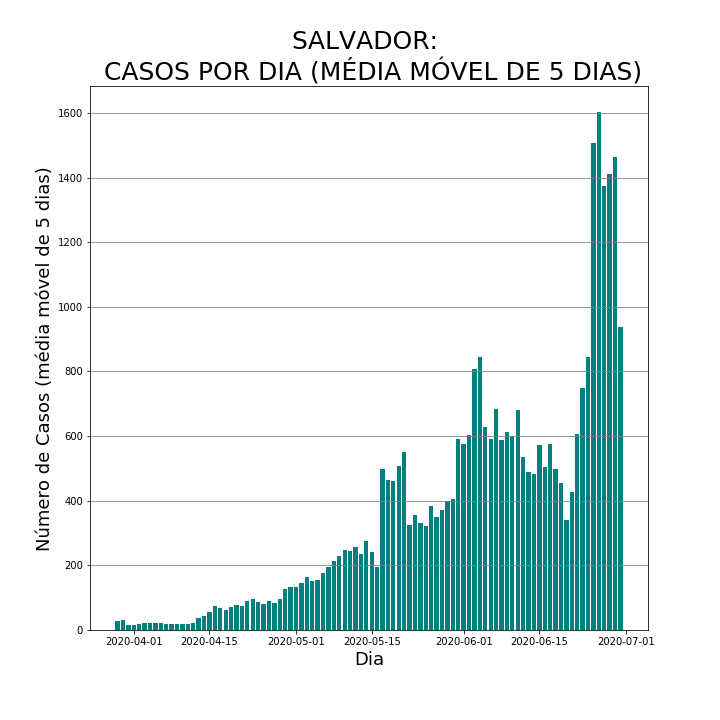 SALVADOR:
CASOS POR DIA (MÉDIA MÓVEL DE 5 DIAS)
Número de Casos (média móvel de 5 dias)
1600
1400
1200
1000
800
600
400
200
0
2020-04-01 2020-04-15 2020-05-01 2020-05-15 2020-06-01 2020-06-15 2020-07-01
Dia